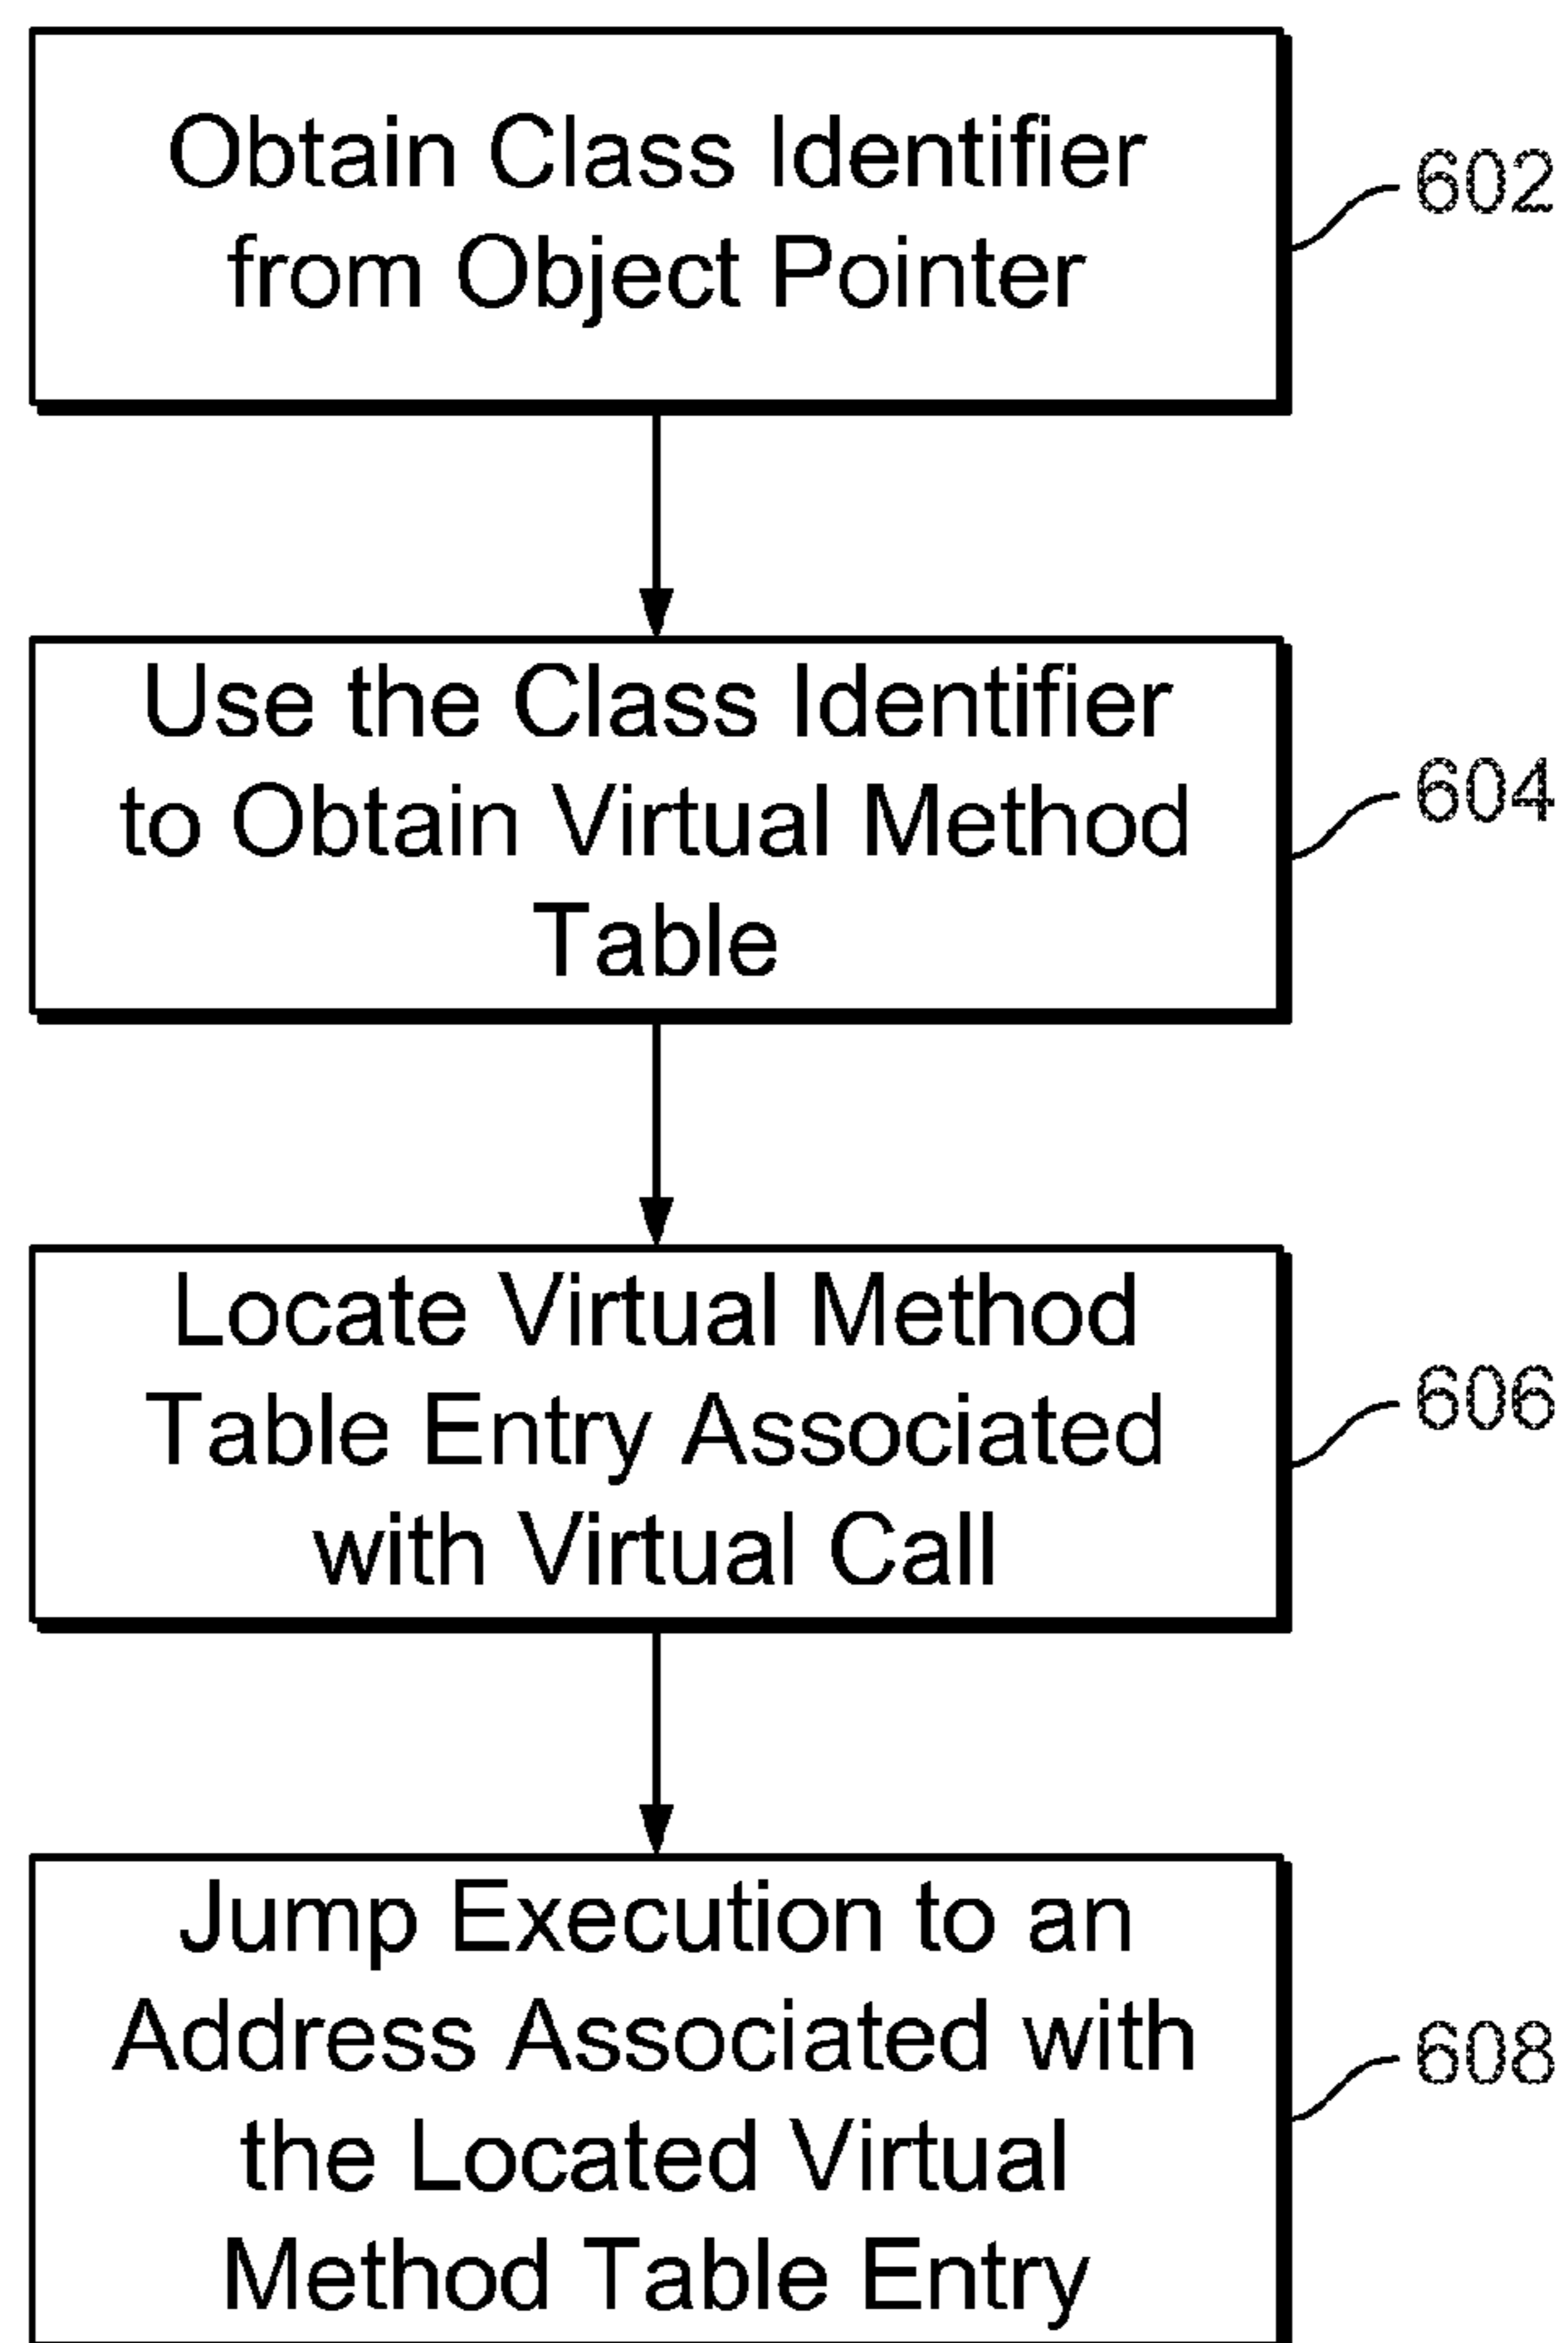 Obtain Class Identifier
from Object Pointer
602
Use the Class Identifier
to Obtain Virtual Method
Table
604
Locate Virtual Method
Table Entry Associated
with Virtual Call
606
Jump Execution to an
Address Associated with
the Located Virtual
Method Table Entry
608